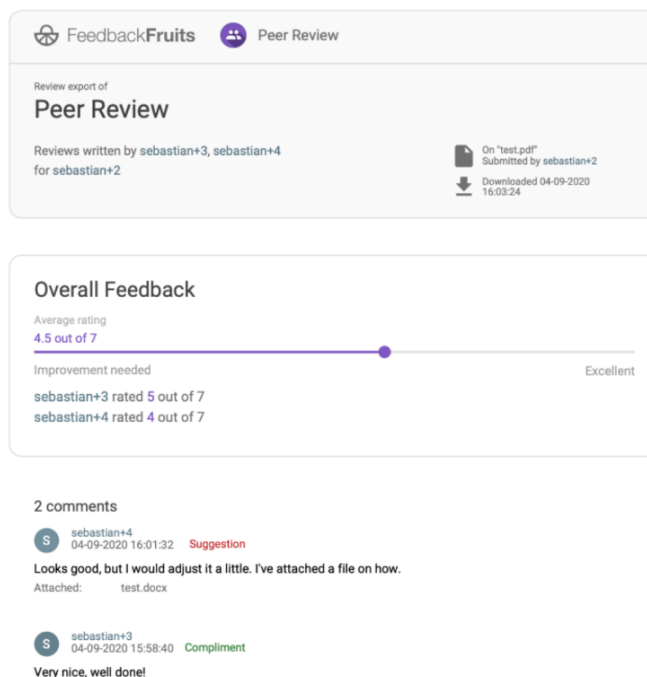 FeedbackFruits Peer Review
Review export of
Peer Review
Reviews written by sebastian+3, sebastian+4
for sebastian+2
On "test.pdf"
Submitted by sebastian+2
Downloaded 04-09-2020
16:03:24
Overall Feedback
Average rating
4.5 out of 7
Improvement needed Excellent
sebastian+3 rated 5 out of 7
sebastian+4 rated 4 out of 7
2 comments
S
sebastian+4
04-09-2020 16:01:32 Suggestion
Looks good, but I would adjust it a little. I've attached a file on how.
Attached: test.docx
S
sebastian+3
04-09-2020 15:58:40 Compliment
Very nice, well done!